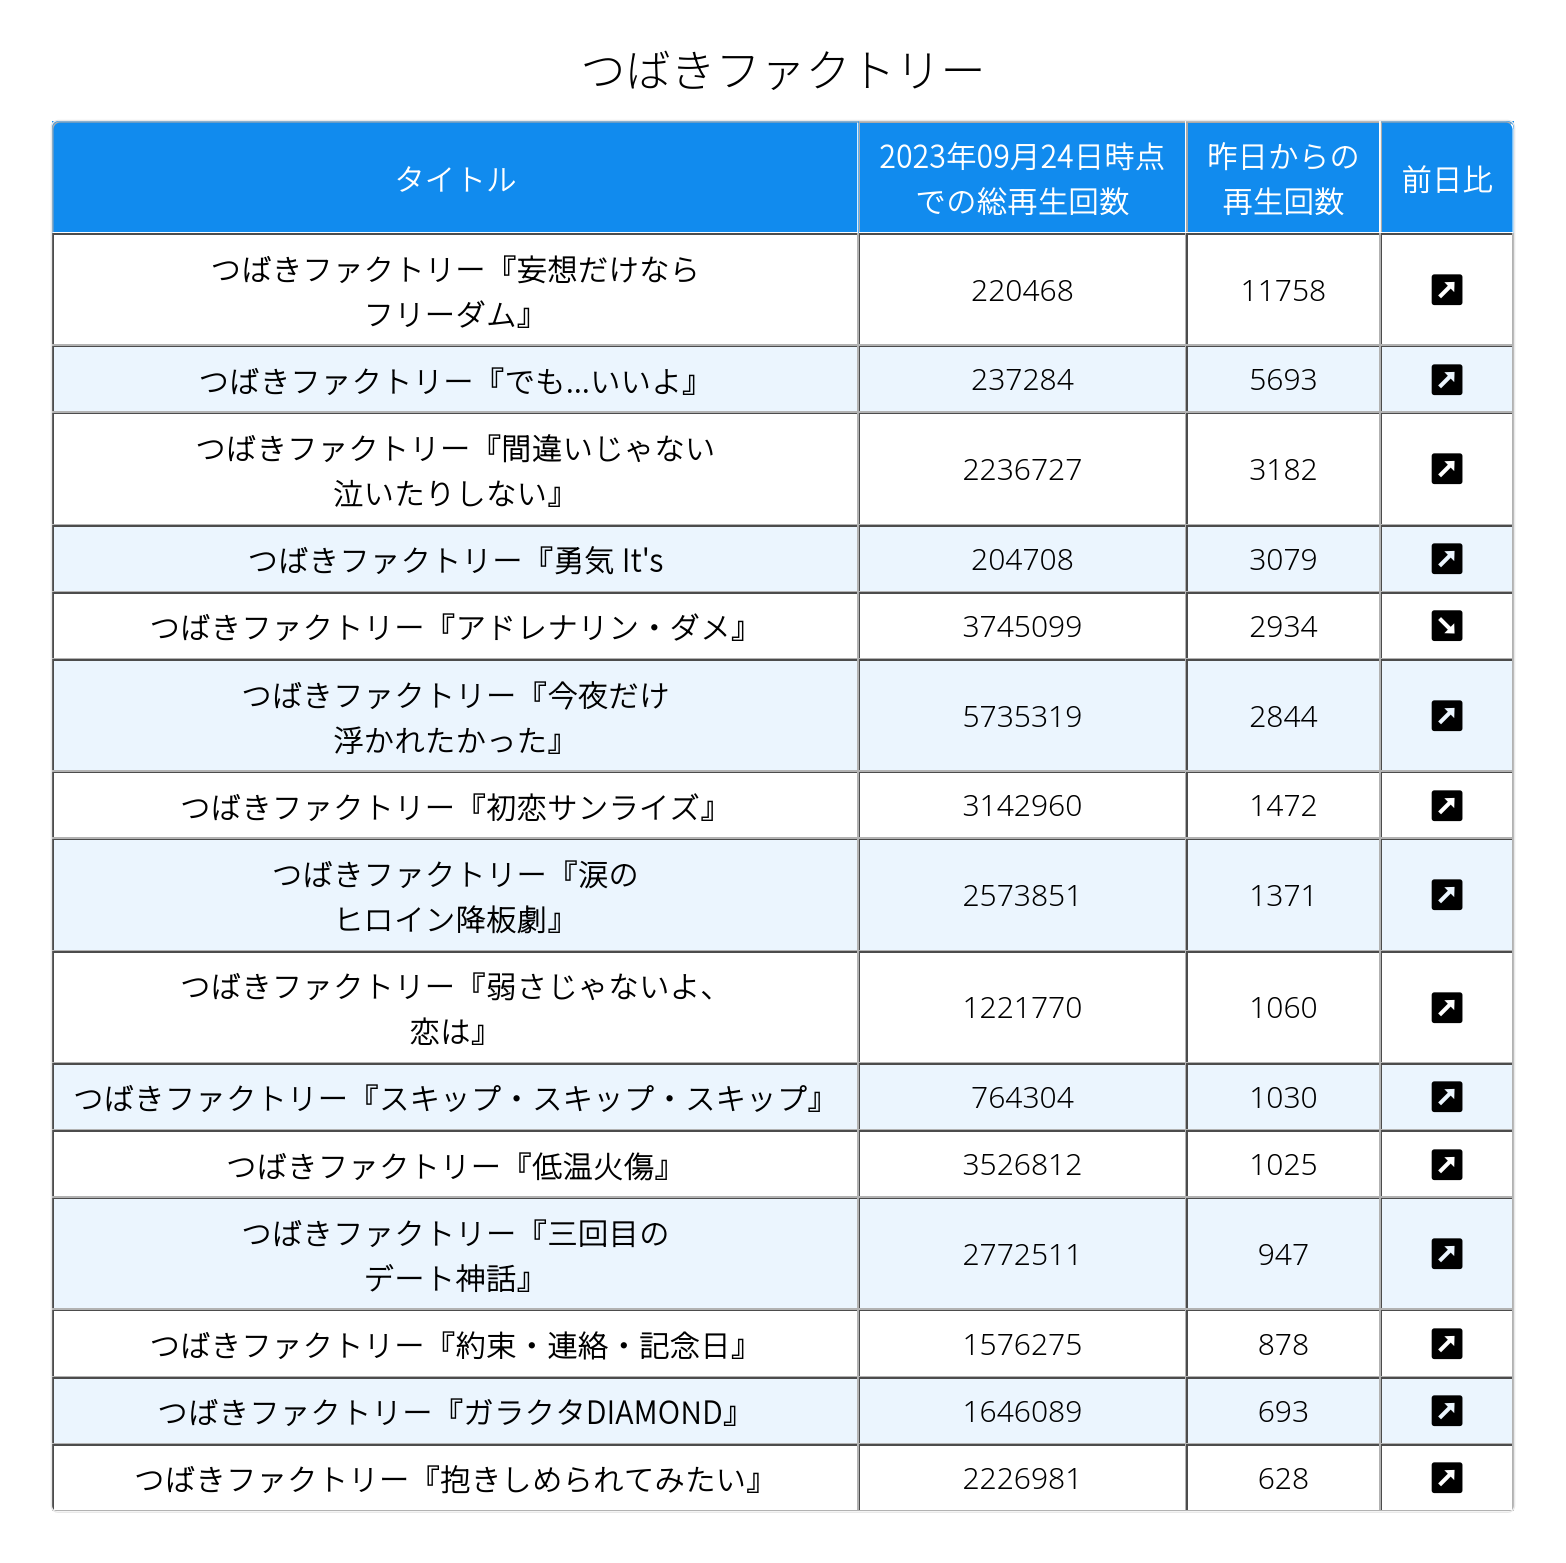 つばきファクトリー
タイトル
2023年09月24日時点
での総再生回数
昨日からの
再生回数
前日比
つばきファクトリー『妄想だけなら
フリーダム』
220468
11758
つばきファクトリー『でも...いいよ』
237284
5693
つばきファクトリー『間違いじゃない
泣いたりしない』
2236727
3182
つばきファクトリー『勇気 It's
204708
3079
つばきファクトリー『アドレナリン・ダメ』
3745099
2934
つばきファクトリー『今夜だけ
浮かれたかった』
5735319
2844
つばきファクトリー『初恋サンライズ』
3142960
1472
つばきファクトリー『涙の
ヒロイン降板劇』
2573851
1371
つばきファクトリー『弱さじゃないよ、
恋は』
1221770
1060
つばきファクトリー『スキップ・スキップ・スキップ』
764304
1030
つばきファクトリー『低温火傷』
3526812
1025
つばきファクトリー『三回目の
デート神話』
2772511
947
つばきファクトリー『約束・連絡・記念日』
1576275
878
つばきファクトリー『ガラクタDIAMOND』
1646089
693
つばきファクトリー『抱きしめられてみたい』
2226981
628